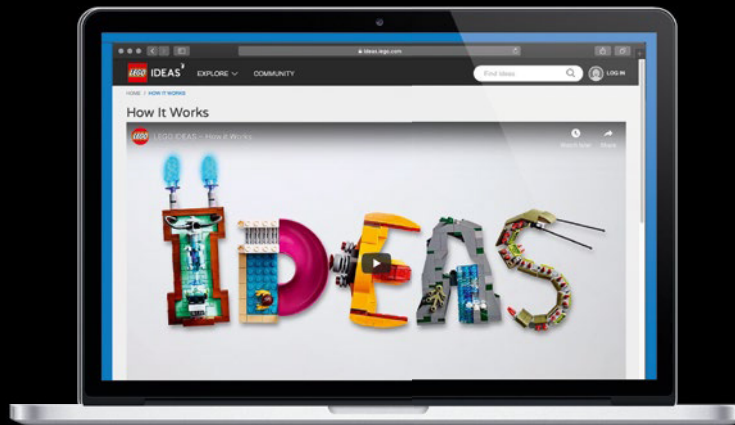 ideas.lego.com
LEGO IDEAS EXPLORE COMMUNITY Find Ideas LOG IN
HOME / HOW IT WORKS
How It Works
LEGO LEGO IDEAS – How it Works
Watch later Share
IDEAS